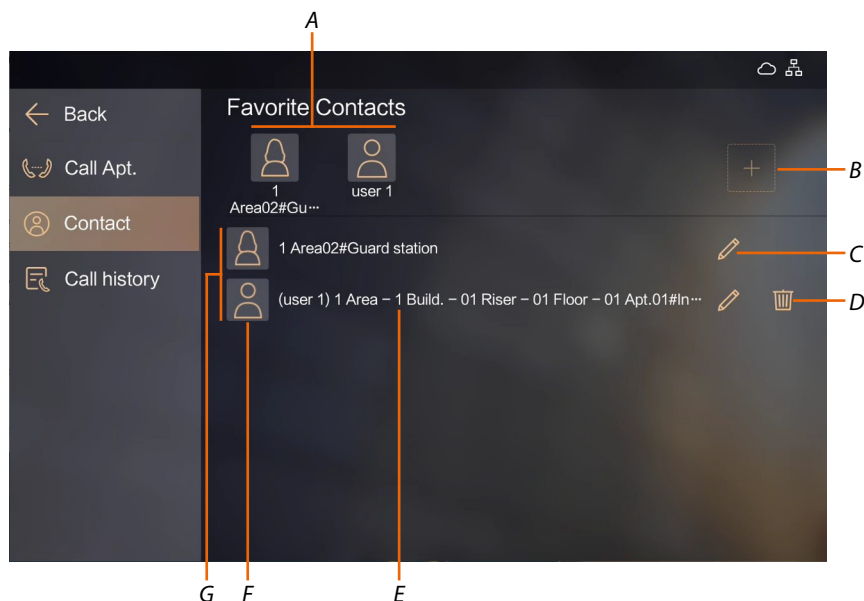 A
Back
Call Apt.
Contact
Call history
Favorite Contacts
1
Area02#Gu···
user 1
B
1 Area02#Guard station
C
(user 1) 1 Area – 1 Build. – 01 Riser – 01 Floor – 01 Apt.01#In···
D
G
F
E